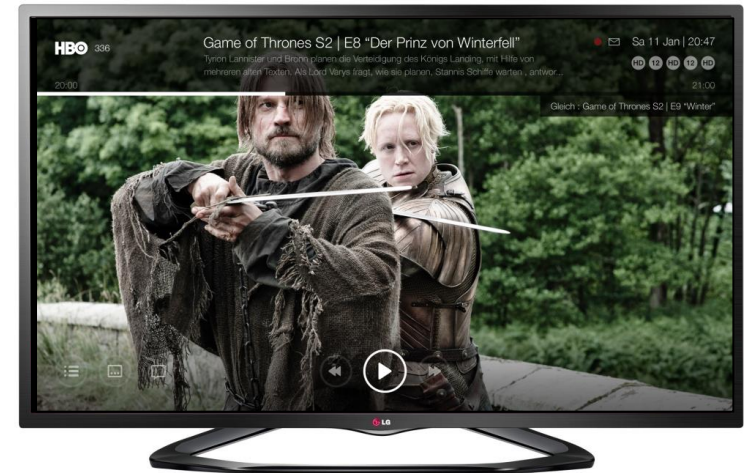 HBO 336
Game of Thrones S2 | E8 “Der Prinz von Winterfell”
Sa 11 Jan | 20:47
Tyrion Lannister und Bronn planen die Verteidigung des Königs Landing, mit Hilfe von
mehreren alten Texten. Als Lord Varys fragt, wie sie planen, Stannis Schiffe warten , antwor...
HD 12 HD 12 HD
20:00
21:00
Gleich : Game of Thrones S2 | E9 “Winter”
LG